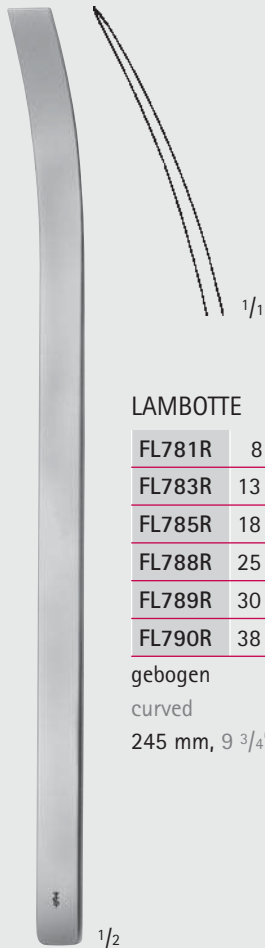 1/1
LAMBOTTE
FL781R 8
FL783R 13
FL785R 18
FL788R 25
FL789R 30
FL790R 38
gebogen
curved
245 mm, 9 3/4
1/2